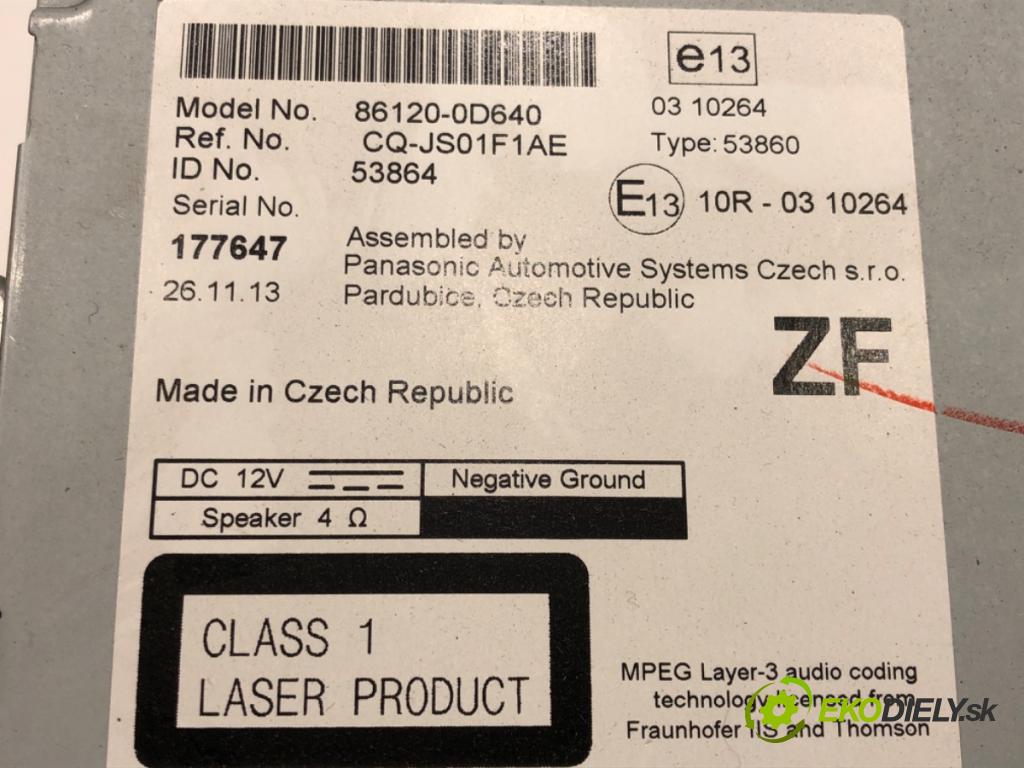 e13
Model No. 86120-0D640
03 10264
Ref. No. CQ-JS01F1AE
Type: 53860
ID No. 53864
E13 10R - 03 10264
Serial No.
177647
Assembled by
Panasonic Automotive Systems Czech s.r.o.
26.11.13
Pardubice, Czech Republic
ZF
Made in Czech Republic
DC 12V
Negative Ground
Speaker 4 Ω
CLASS 1
LASER PRODUCT
MPEG Layer-3 audio coding
technology licensed from
Fraunhofer IIS and Thomson
EKODIELY.sk